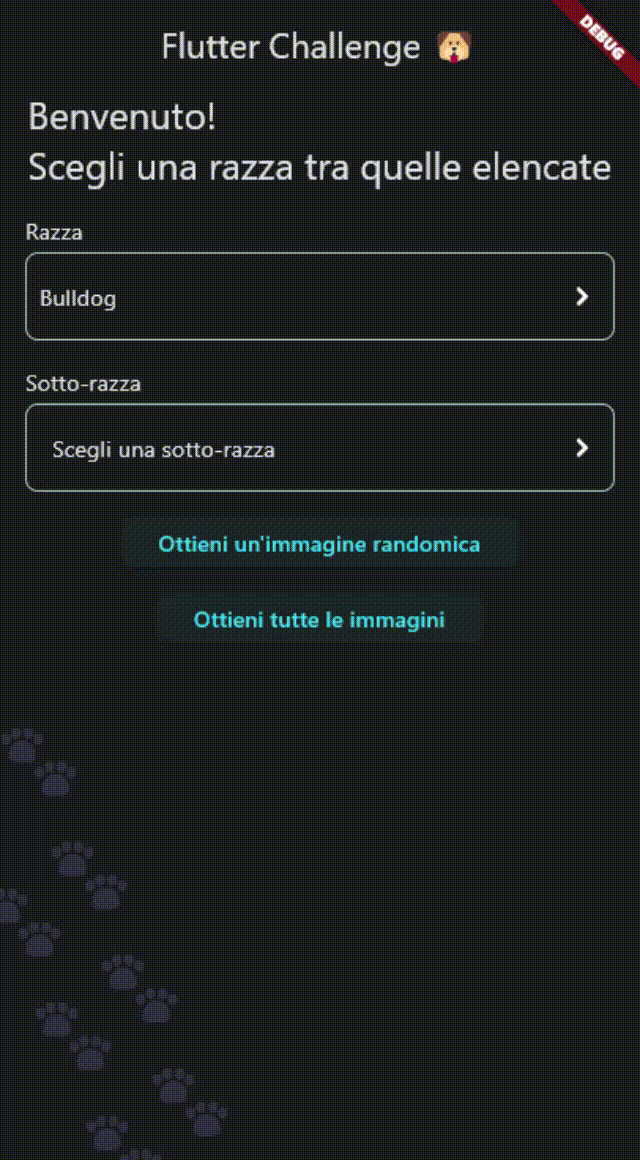 Flutter Challenge 🐶
DEBUG
Benvenuto!
Scegli una razza tra quelle elencate
Razza
Bulldog
Sotto-razza
Scegli una sotto-razza
Ottieni un'immagine randomica
Ottieni tutte le immagini